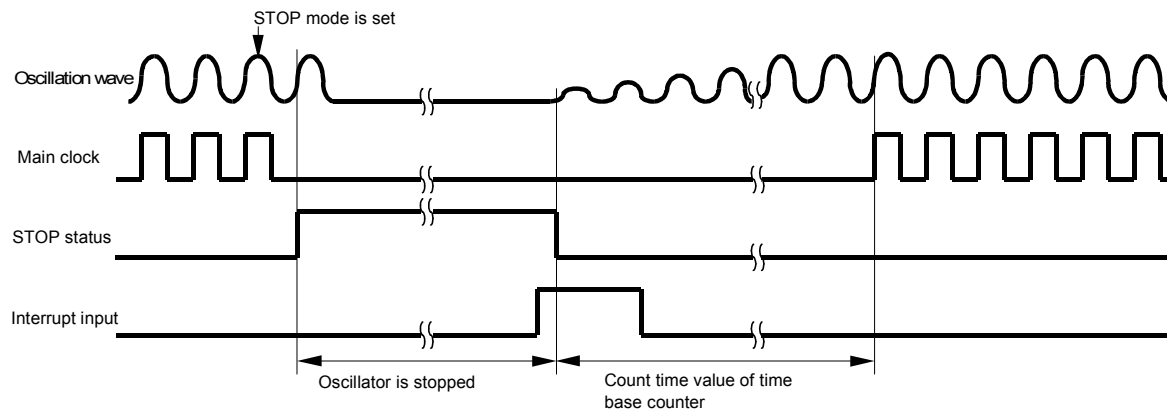 STOP mode is set
Oscillation wave
Main clock
STOP status
Interrupt input
Oscillator is stopped
Count time value of time
base counter